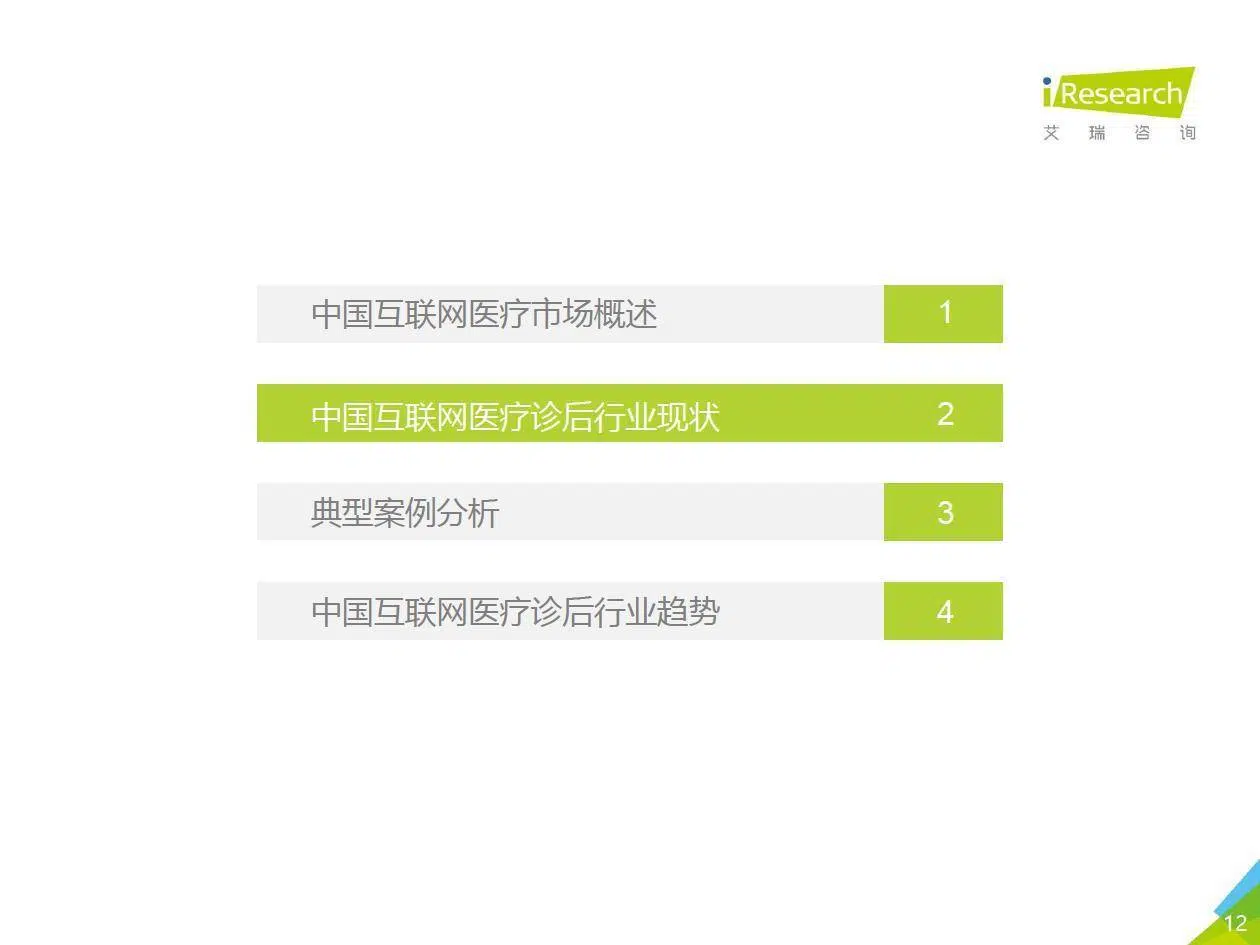 iResearch
艾瑞咨询
中国互联网医疗市场概述 1
中国互联网医疗诊后行业现状 2
典型案例分析 3
中国互联网医疗诊后行业趋势 4
12